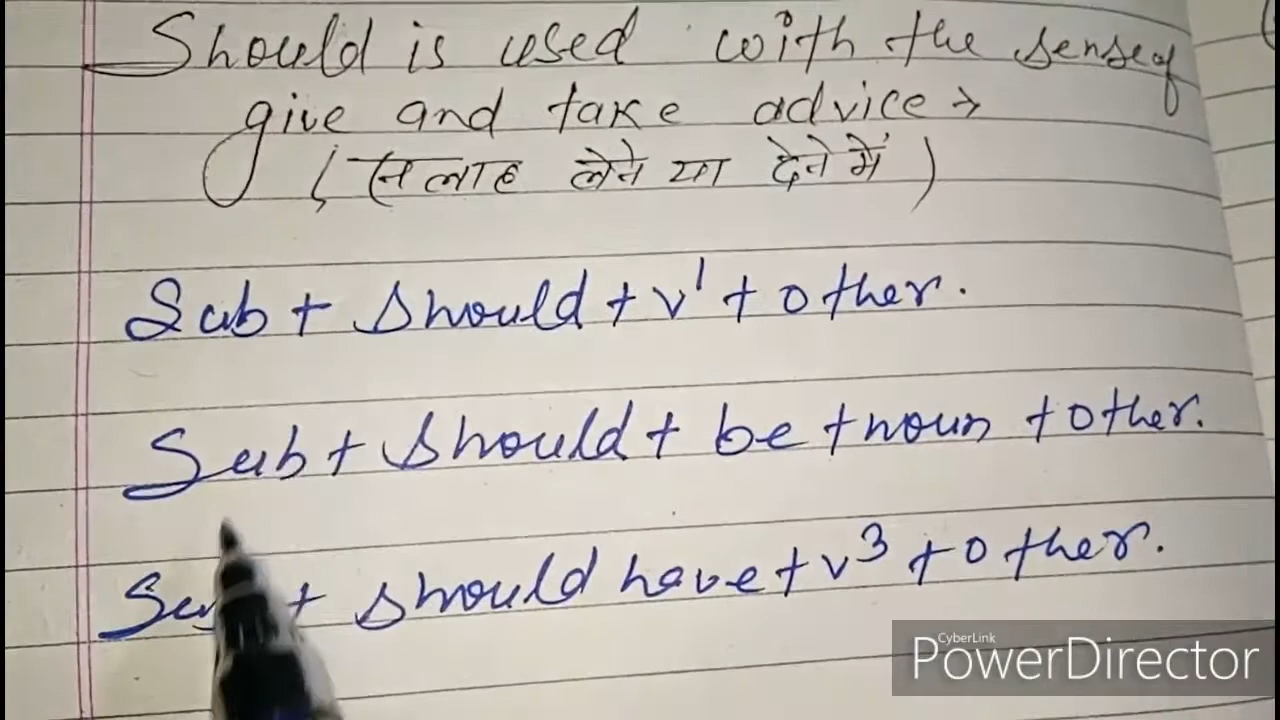 Should is used with the sense of
give and take advice →
(सलाह लेने या देने में)
Sub + should + v¹ + other.
Sub + should + be + noun + other.
+ should have + v³ + other.
CyberLink
PowerDirector